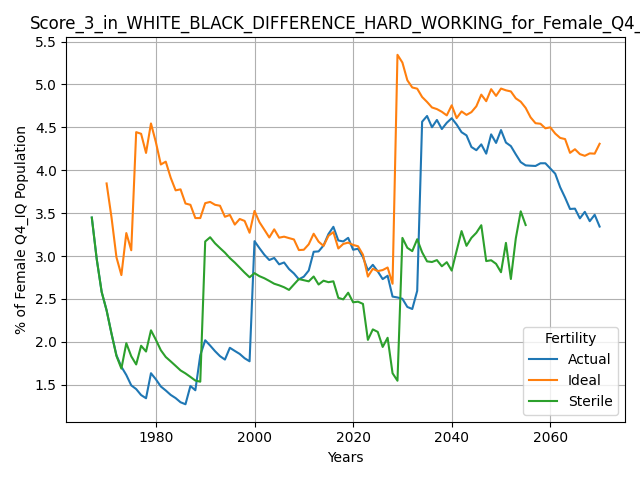 Score_3_in_WHITE_BLACK_DIFFERENCE_HARD_WORKING_for_Female_Q4_
5.5
5.0
4.5
4.0
3.5
3.0
2.5
2.0
1.5
% of Female Q4_IQ Population
1980
2000
2020
2040
2060
Years
Fertility
Actual
Ideal
Sterile